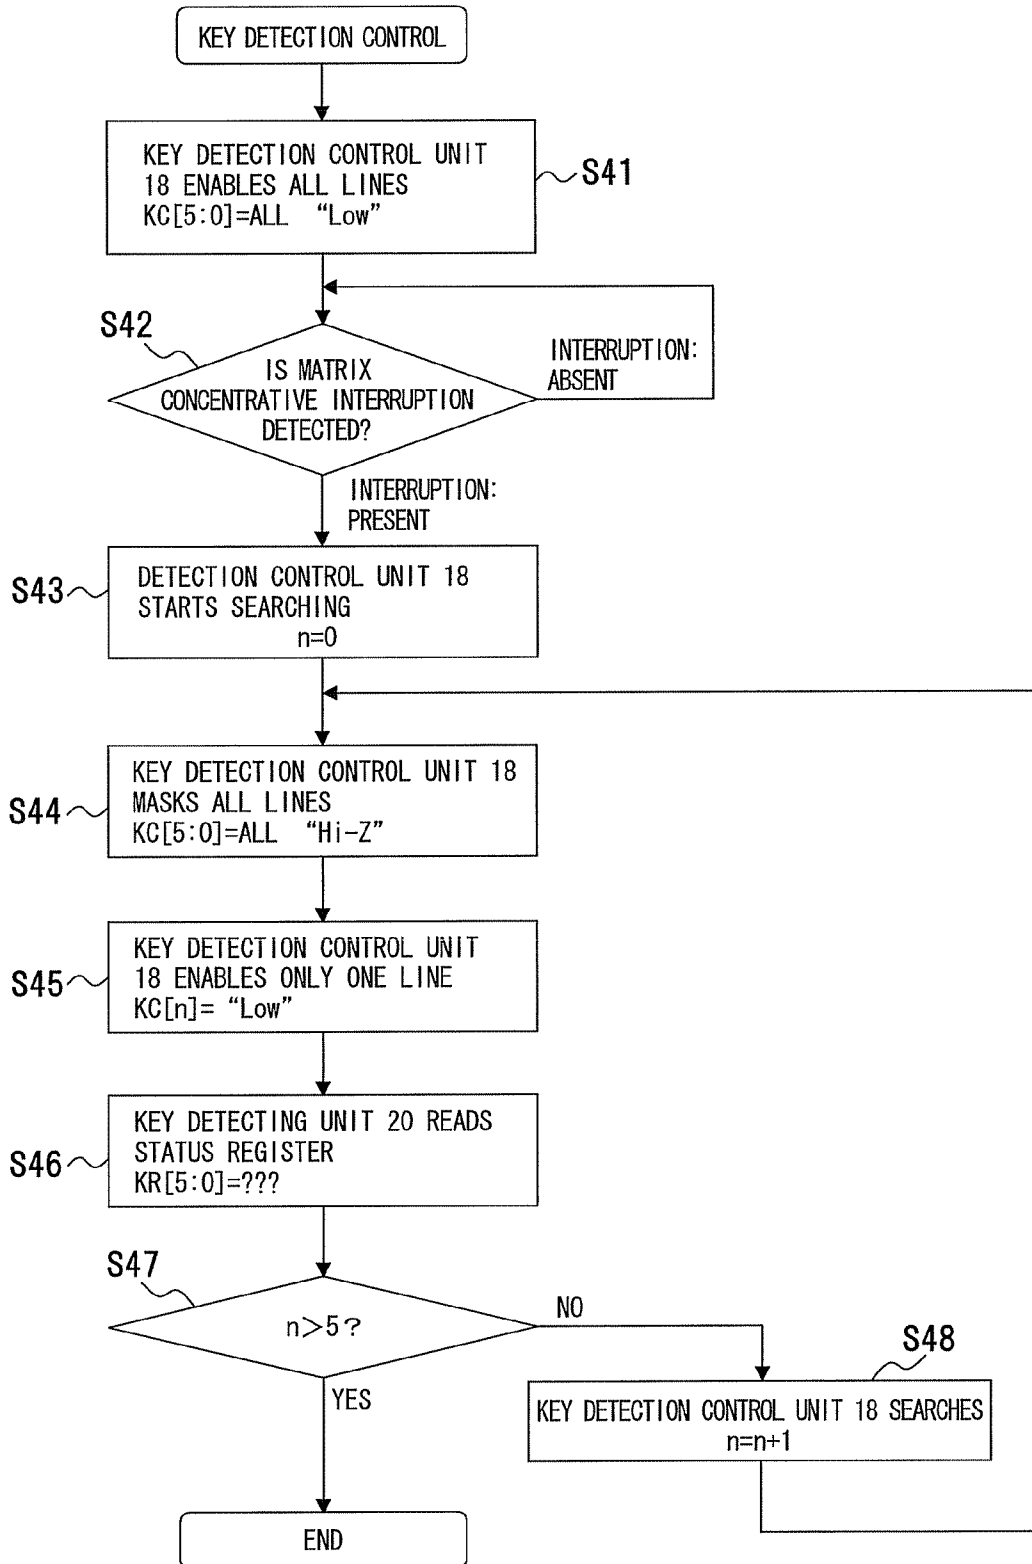 KEY DETECTION CONTROL
KEY DETECTION CONTROL UNIT
18 ENABLES ALL LINES
KC[5:0]=ALL “Low”
S41
S42
IS MATRIX
CONCENTRATIVE INTERRUPTION
DETECTED?
INTERRUPTION:
ABSENT
INTERRUPTION:
PRESENT
S43
DETECTION CONTROL UNIT 18
STARTS SEARCHING
n=0
S44
KEY DETECTION CONTROL UNIT 18
MASKS ALL LINES
KC[5:0]=ALL “Hi-Z”
S45
KEY DETECTION CONTROL UNIT
18 ENABLES ONLY ONE LINE
KC[n]= “Low”
S46
KEY DETECTING UNIT 20 READS
STATUS REGISTER
KR[5:0]=???
S47
n>5?
NO
YES
S48
KEY DETECTION CONTROL UNIT 18 SEARCHES
n=n+1
END